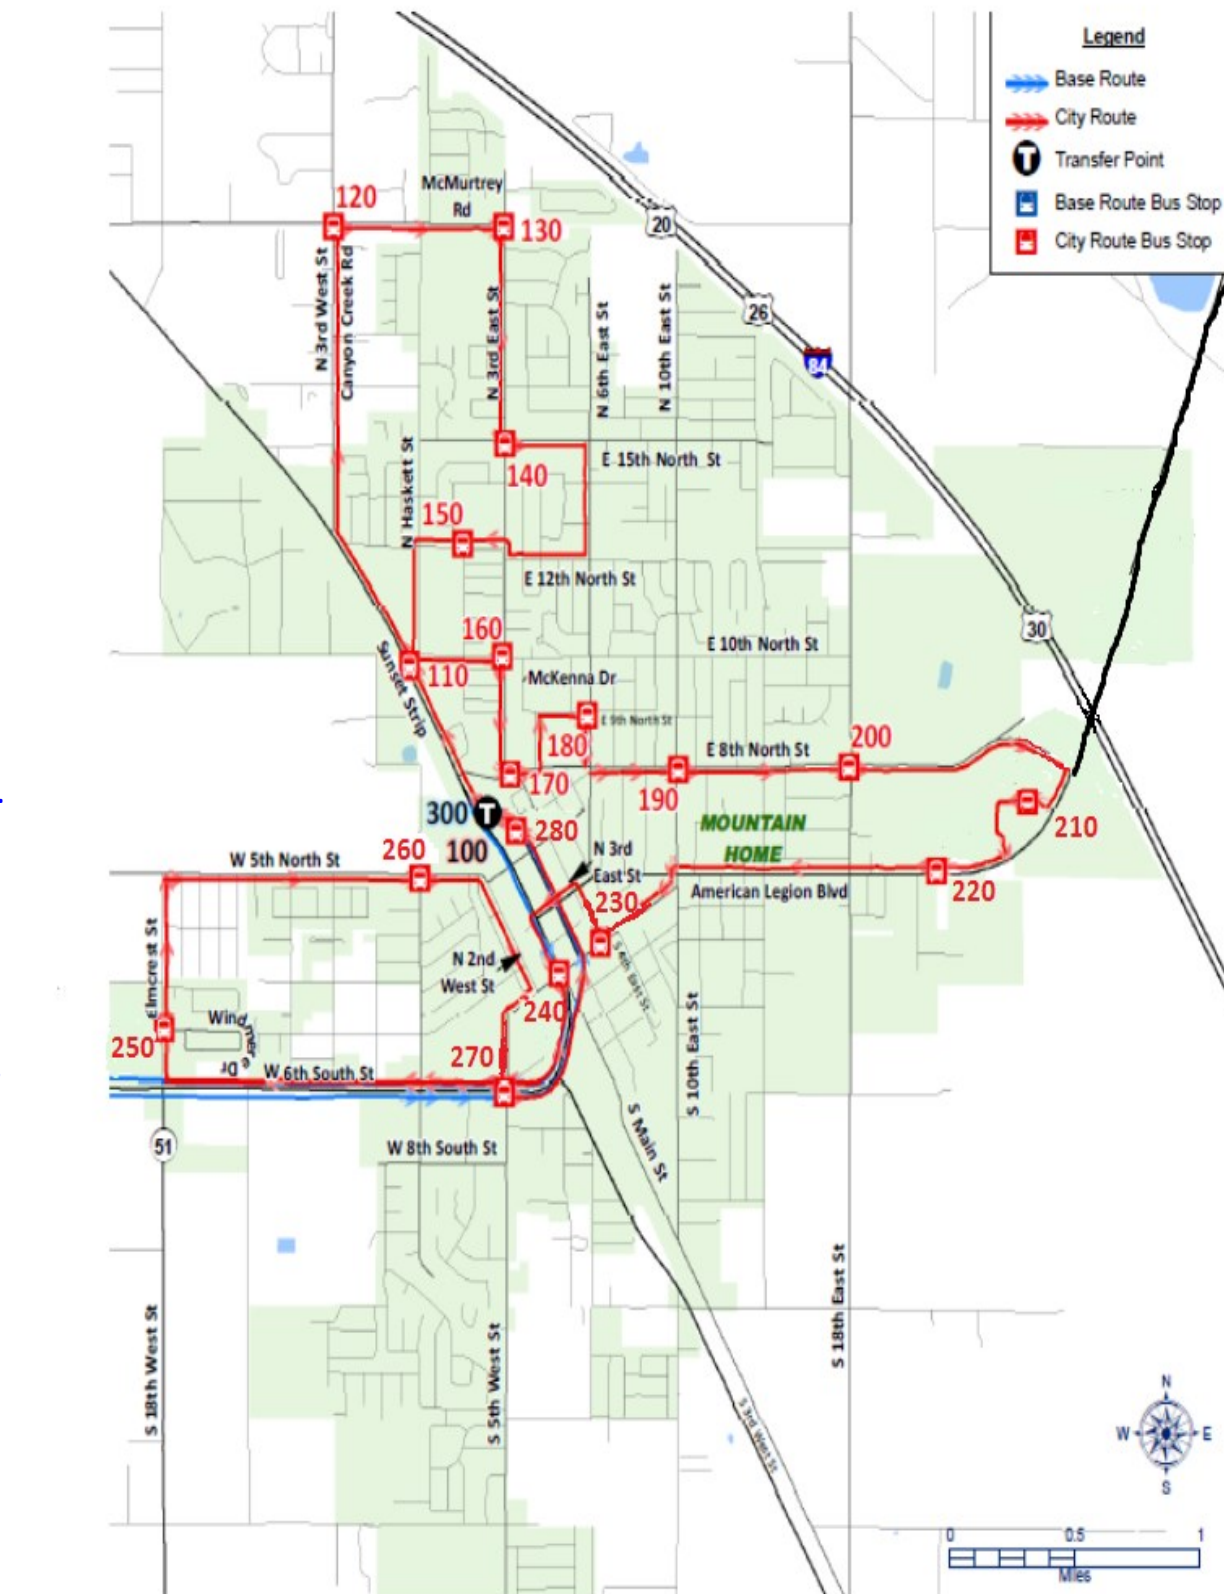 Legend
Base Route
City Route
T Transfer Point
Base Route Bus Stop
City Route Bus Stop
120
McMurtrey
Rd
130
20
26
84
N 3rd West St
Canyon Creek Rd
N 3rd East St
N 6th East St
N 10th East St
N Haskett St
140
E 15th North St
150
E 12th North St
30
160
E 10th North St
110
McKenna Dr
Sunset Strip
E 9th North St
180
E 8th North St
200
170
190
300 T
280
100
MOUNTAIN
HOME
210
N 3rd
East St
W 5th North St
260
230
American Legion Blvd
220
Elmcrest St
N 2nd
West St
S 4th East St
240
250
Windmere Dr
270
S 10th East St
W 6th South St
51
W 8th South St
S Main St
S 18th West St
S 5th West St
S 18th East St
S 3rd West St
N
W E
S
0 0.5 1
Miles